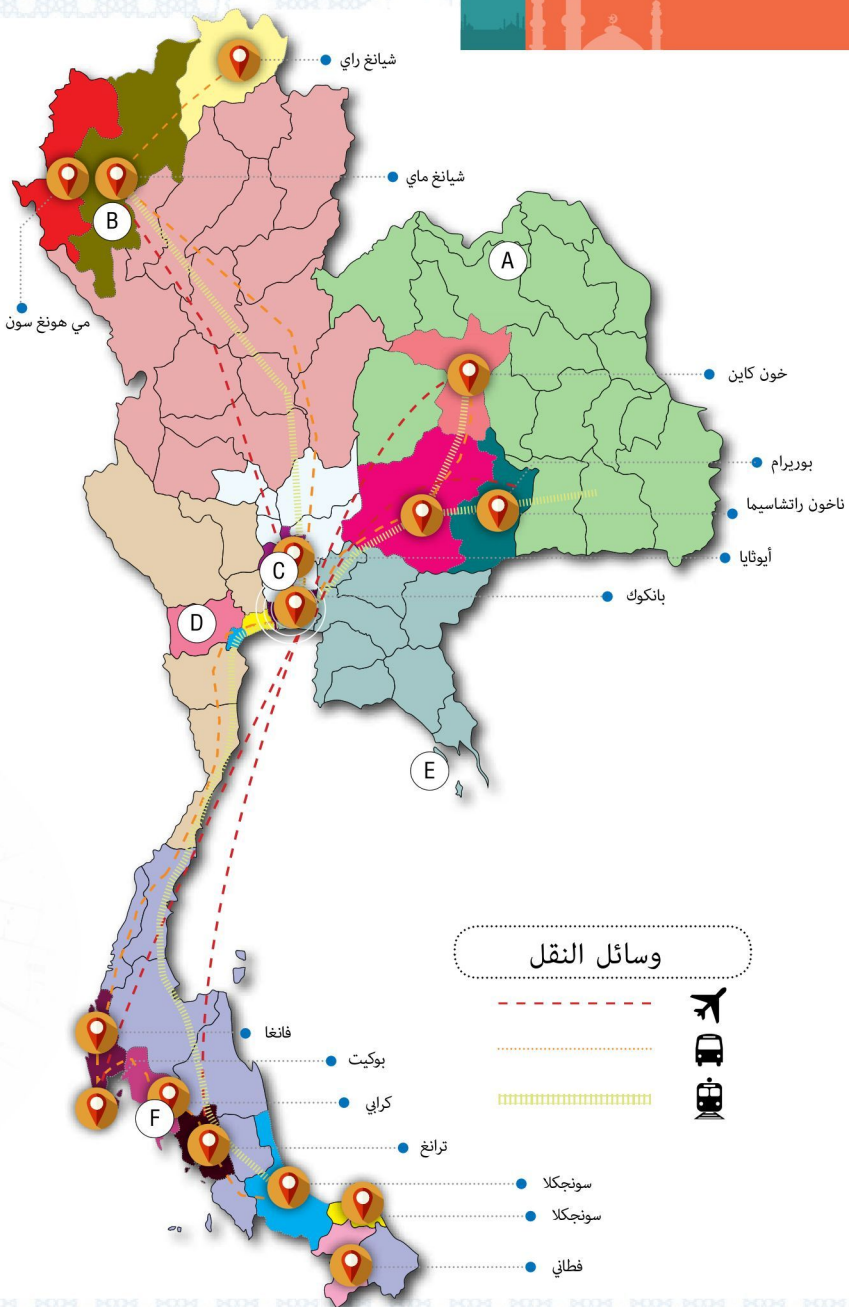 شيانغ راي
شيانغ ماي
B
A
مي هونغ سون
خون كاين
بوريرام
ناخون راتشاسيما
أيوثايا
C
بانكوك
D
E
وسائل النقل
فانغا
بوكيت
كرابي
F
ترانغ
سونجكلا
سونجكلا
فطاني